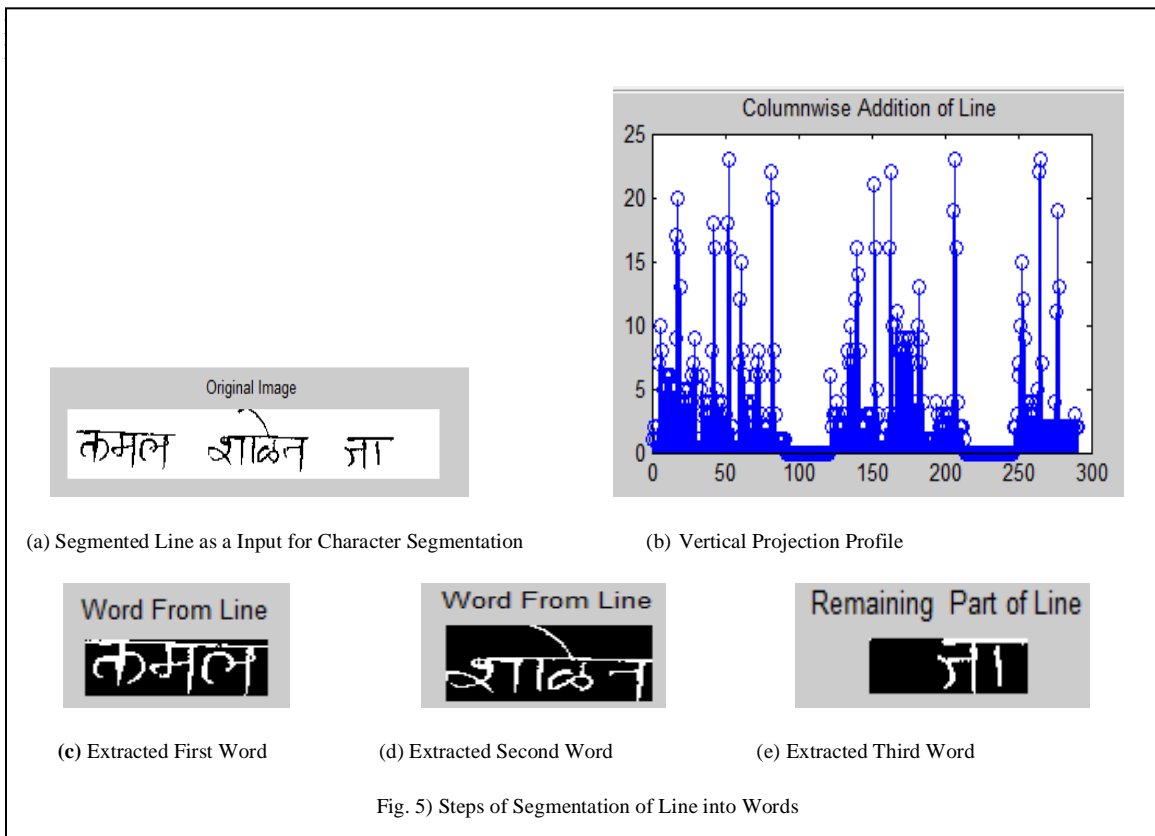 Columnwise Addition of Line
25
20
15
10
5
0
0 50 100 150 200 250 300
Original Image
कमल शाळेत जा
(a) Segmented Line as a Input for Character Segmentation
(b) Vertical Projection Profile
Word From Line
कमल
Word From Line
शाळेत
Remaining Part of Line
जा
(c) Extracted First Word
(d) Extracted Second Word
(e) Extracted Third Word
Fig. 5) Steps of Segmentation of Line into Words